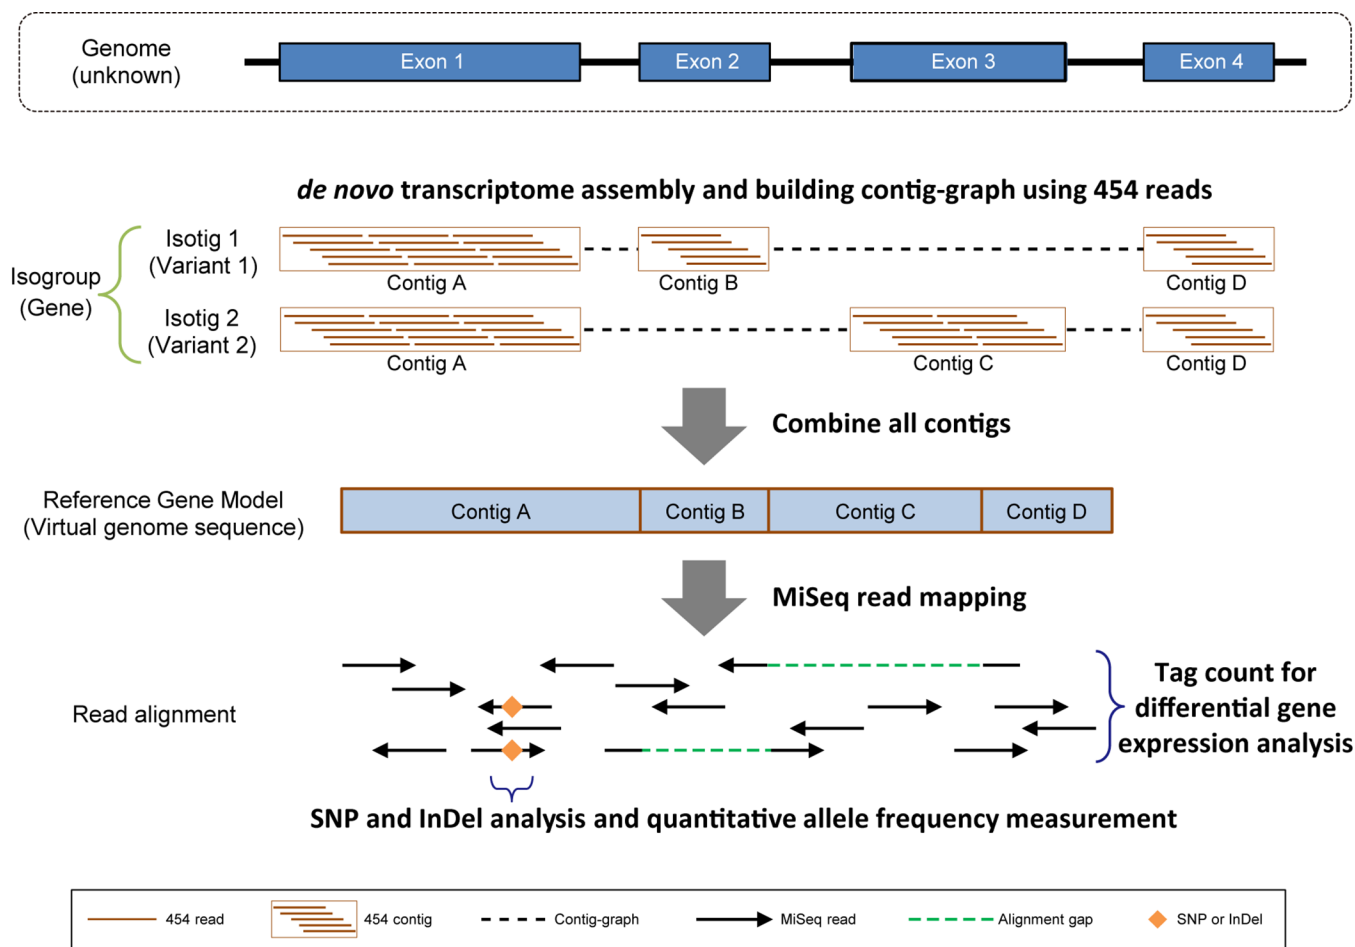 Genome
(unknown)
Exon 1
Exon 2
Exon 3
Exon 4
de novo transcriptome assembly and building contig-graph using 454 reads
Isogroup
(Gene)
Isotig 1
(Variant 1)
Contig A
Contig B
Contig D
Isotig 2
(Variant 2)
Contig A
Contig C
Contig D
Combine all contigs
Reference Gene Model
(Virtual genome sequence)
Contig A
Contig B
Contig C
Contig D
MiSeq read mapping
Read alignment
Tag count for
differential gene
expression analysis
SNP and InDel analysis and quantitative allele frequency measurement
454 read
454 contig
Contig-graph
MiSeq read
Alignment gap
SNP or InDel